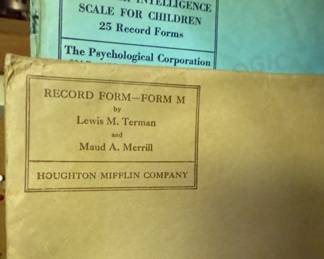 INTELLIGENCE
SCALE FOR CHILDREN
25 Record Forms
The Psychological Corporation
RECORD FORM—FORM M
by
Lewis M. Terman
and
Maud A. Merrill
HOUGHTON MIFFLIN COMPANY